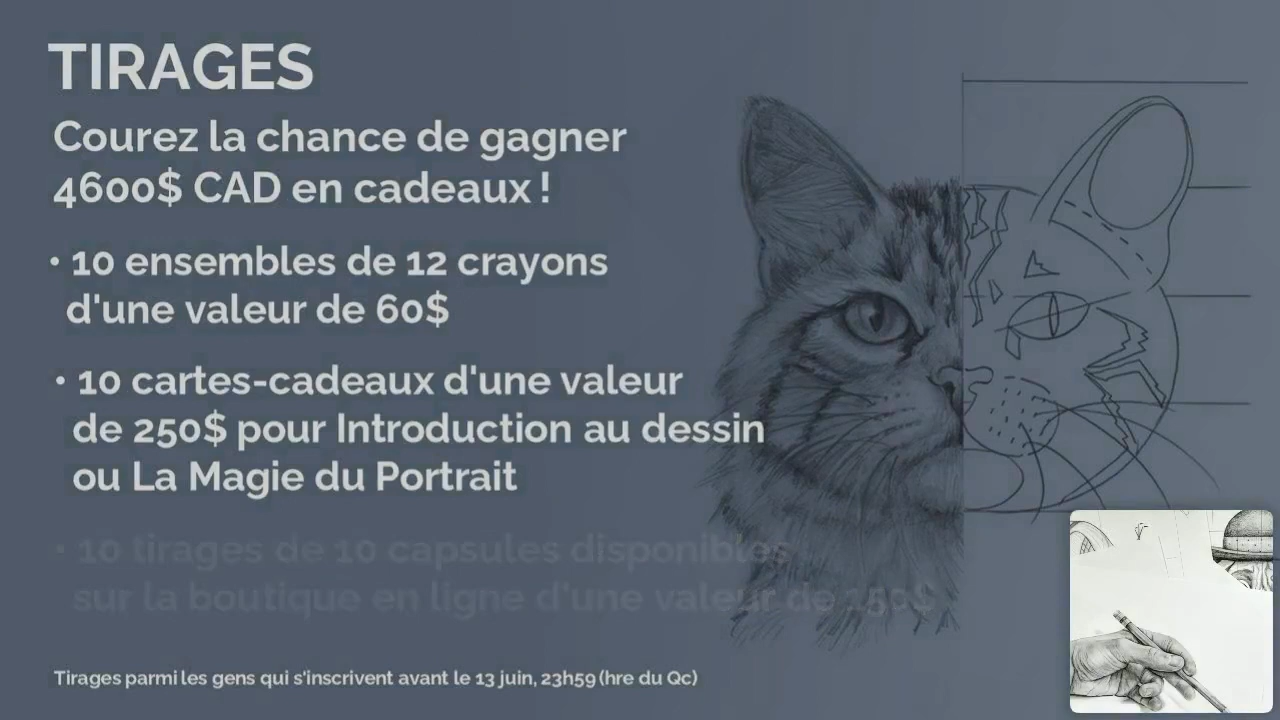 TIRAGES
Courez la chance de gagner
4600$ CAD en cadeaux !
• 10 ensembles de 12 crayons
d'une valeur de 60$
• 10 cartes-cadeaux d'une valeur
de 250$ pour Introduction au dessin
ou La Magie du Portrait
• 10 tirages de 10 capsules disponibles
sur la boutique en ligne d'une valeur de 150$
Tirages parmi les gens qui s'inscrivent avant le 13 juin, 23h59 (hre du Qc)